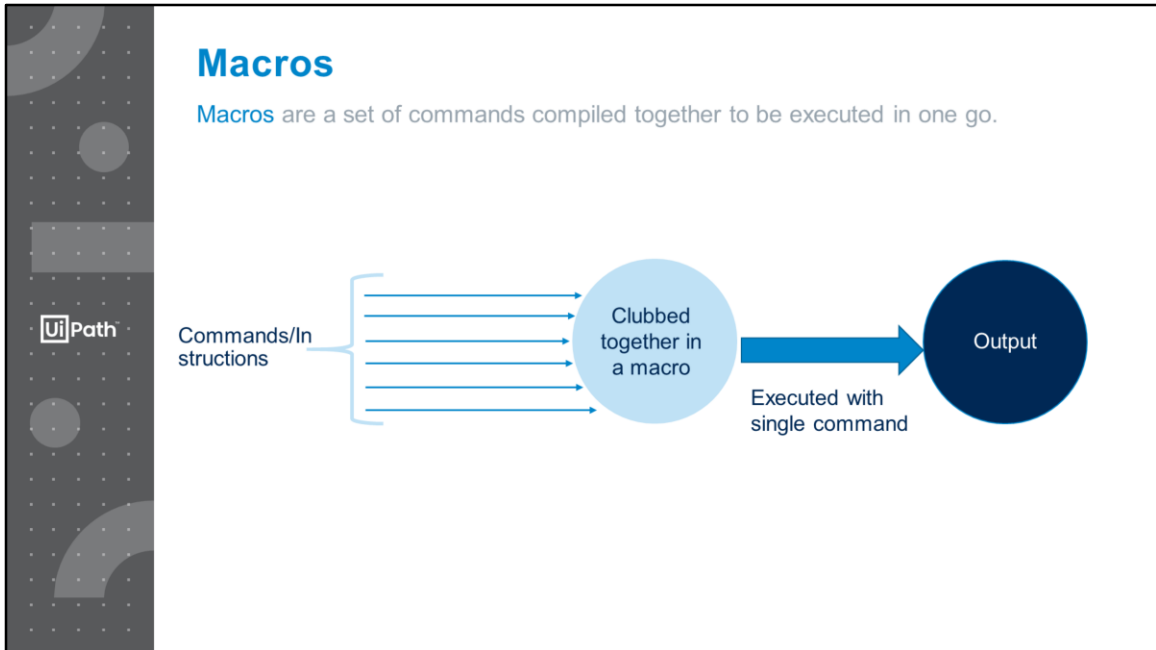 Macros
Macros are a set of commands compiled together to be executed in one go.
UiPath™
Commands/In
structions
Clubbed
together in
a macro
Executed with
single command
Output